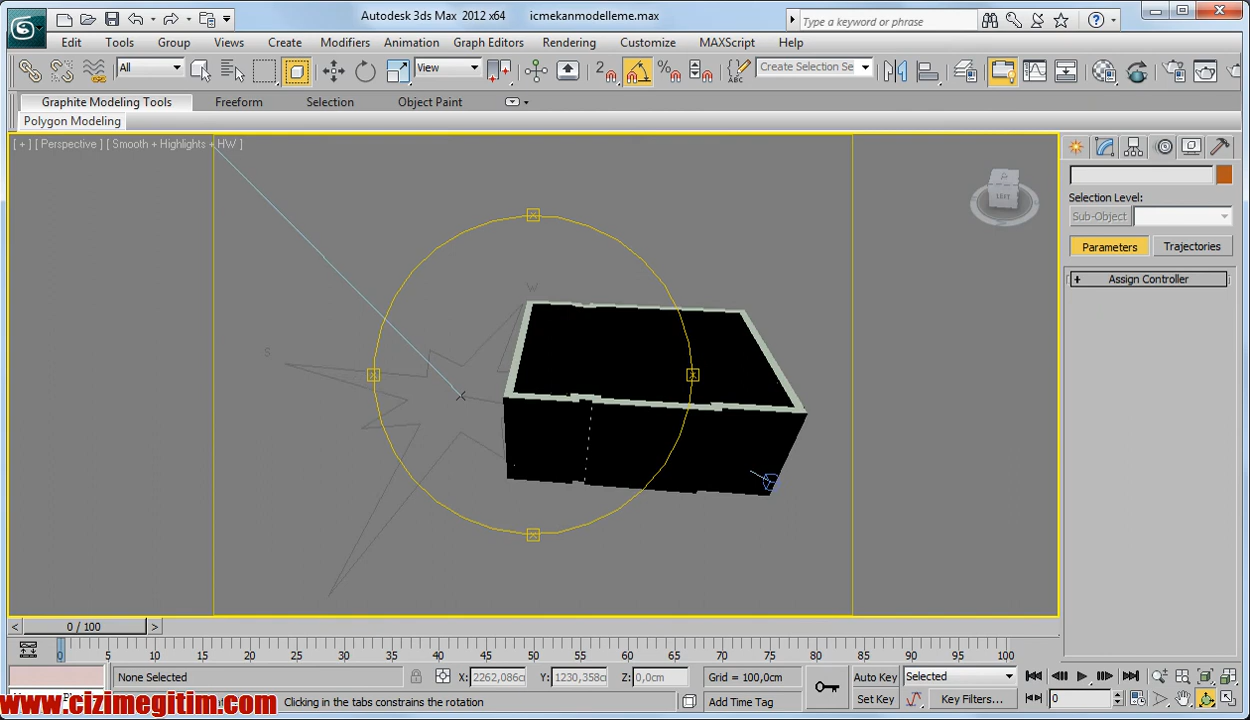 Autodesk 3ds Max 2012 x64 icmekanmodelleme.max
Type a keyword or phrase
Edit Tools Group Views Create Modifiers Animation Graph Editors Rendering Customize MAXScript Help
All View Create Selection Se
Graphite Modeling Tools Freeform Selection Object Paint
Polygon Modeling
[ + ] [ Perspective ] [ Smooth + Highlights + HW ]
LEFT
W
S
Selection Level:
Sub-Object
Parameters Trajectories
+ Assign Controller
< 0 / 100 >
0 5 10 15 20 25 30 35 40 45 50 55 60 65 70 75 80 85 90 95 100
None Selected X: 2262,086c Y: 1230,358c Z: 0,0cm Grid = 100,0cm Auto Key Selected
Clicking in the tabs constrains the rotation Add Time Tag Set Key Key Filters... 0
www.cizimegitim.com